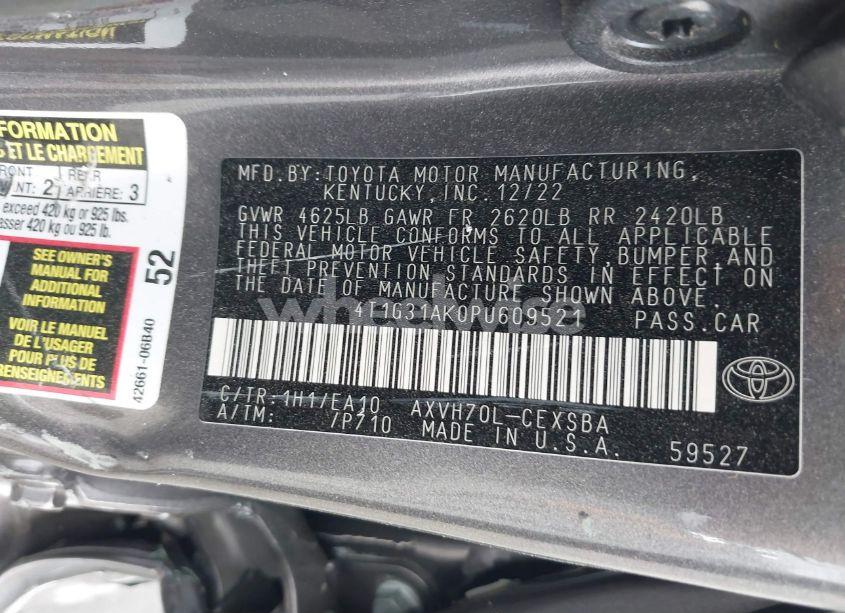 FORMATION
ET LE CHARGEMENT
FRONT
REAR
2
ARRIÈRE: 3
exceed 420 kg or 925 lbs.
asser 420 kg ou 925 lb.
SEE OWNER'S
MANUAL FOR
ADDITIONAL
INFORMATION
VOIR LE MANUEL
DE L'USAGER
POUR PLUS DE
RENSEIGNEMENTS
52
42661-06B40
MFD.BY:TOYOTA MOTOR MANUFACTURING,
KENTUCKY,INC. 12/22
GVWR 4625LB GAWR FR 2620LB RR 2420LB
THIS VEHICLE CONFORMS TO ALL APPLICABLE
FEDERAL MOTOR VEHICLE SAFETY,BUMPER,AND
THEFT PREVENTION STANDARDS IN EFFECT ON
THE DATE OF MANUFACTURE SHOWN ABOVE.
4T1G31AK0PU609521 PASS.CAR
wheelwise
C/TR:1H1/EA10 AXVH70L-CEXSBA
A/TM: /P710 MADE IN U.S.A.
59527